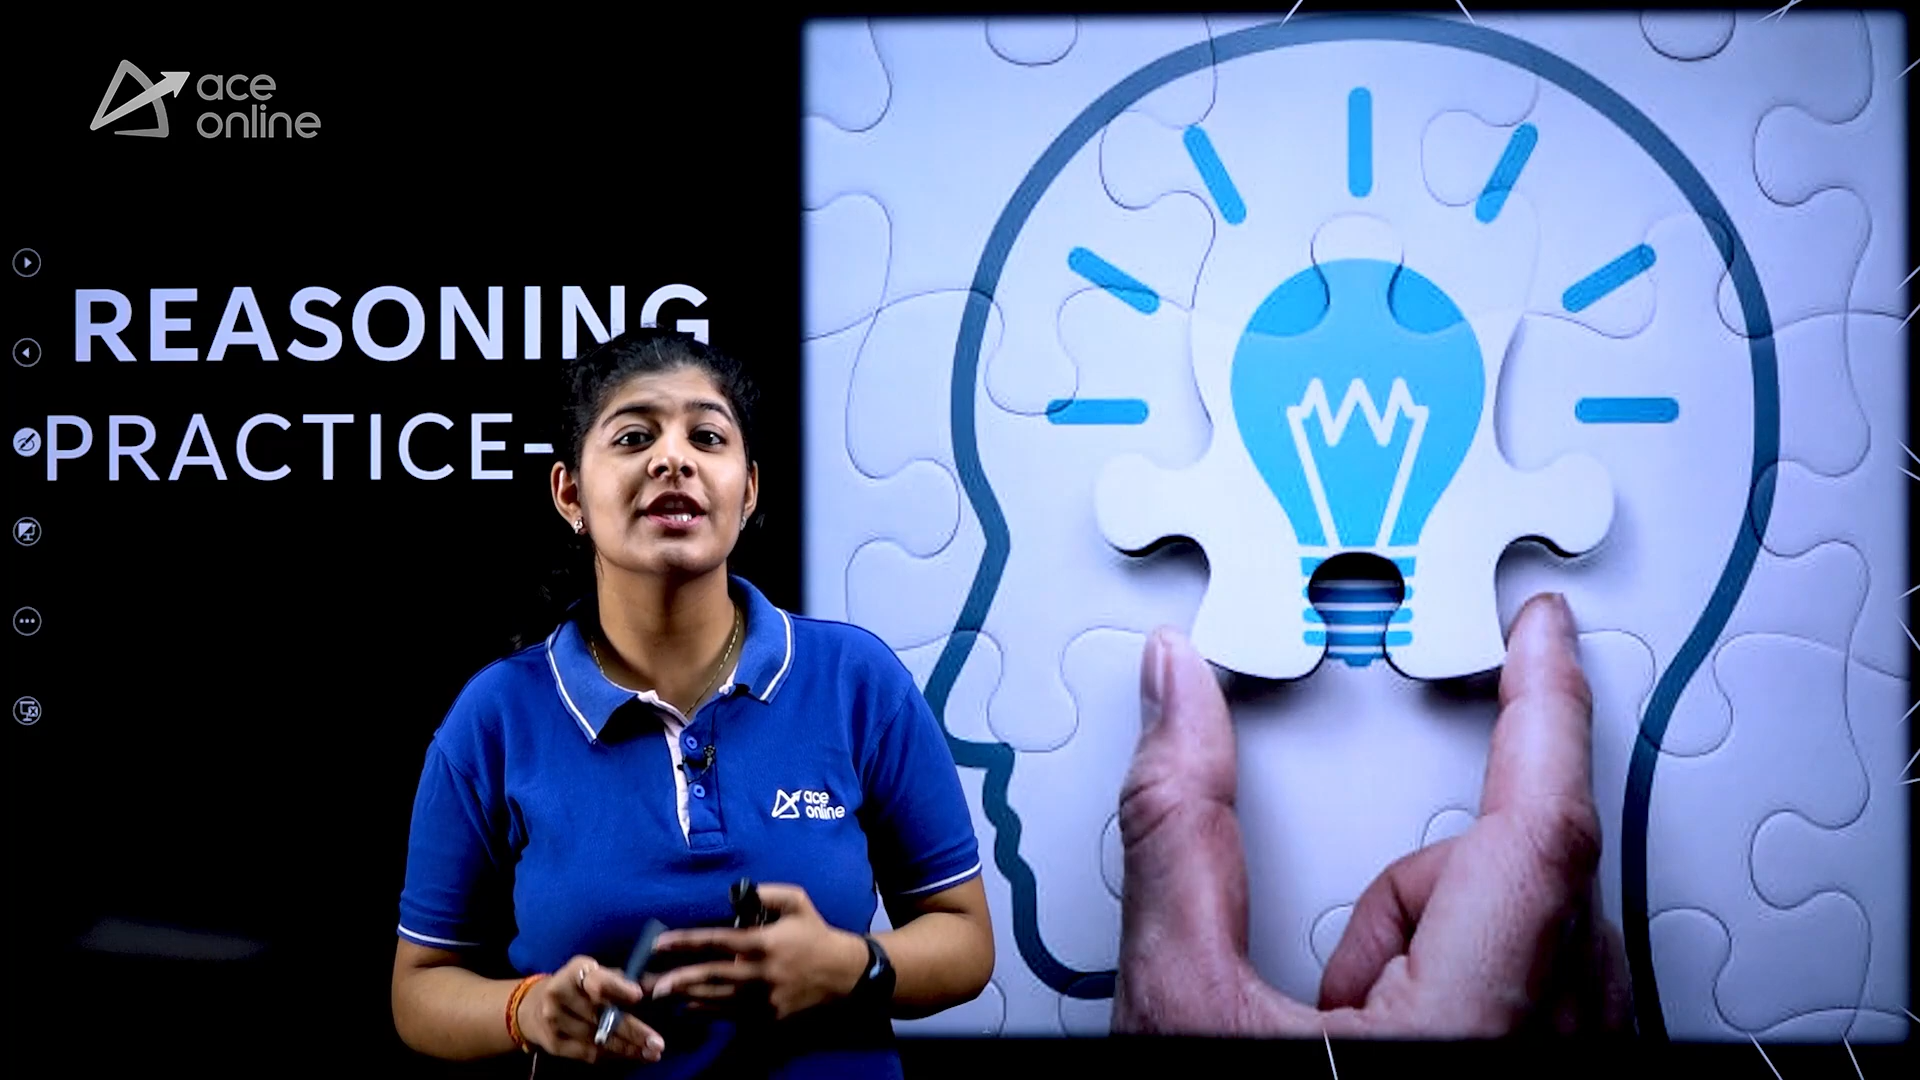 ace
online
REASONING
PRACTICE-
ace
online